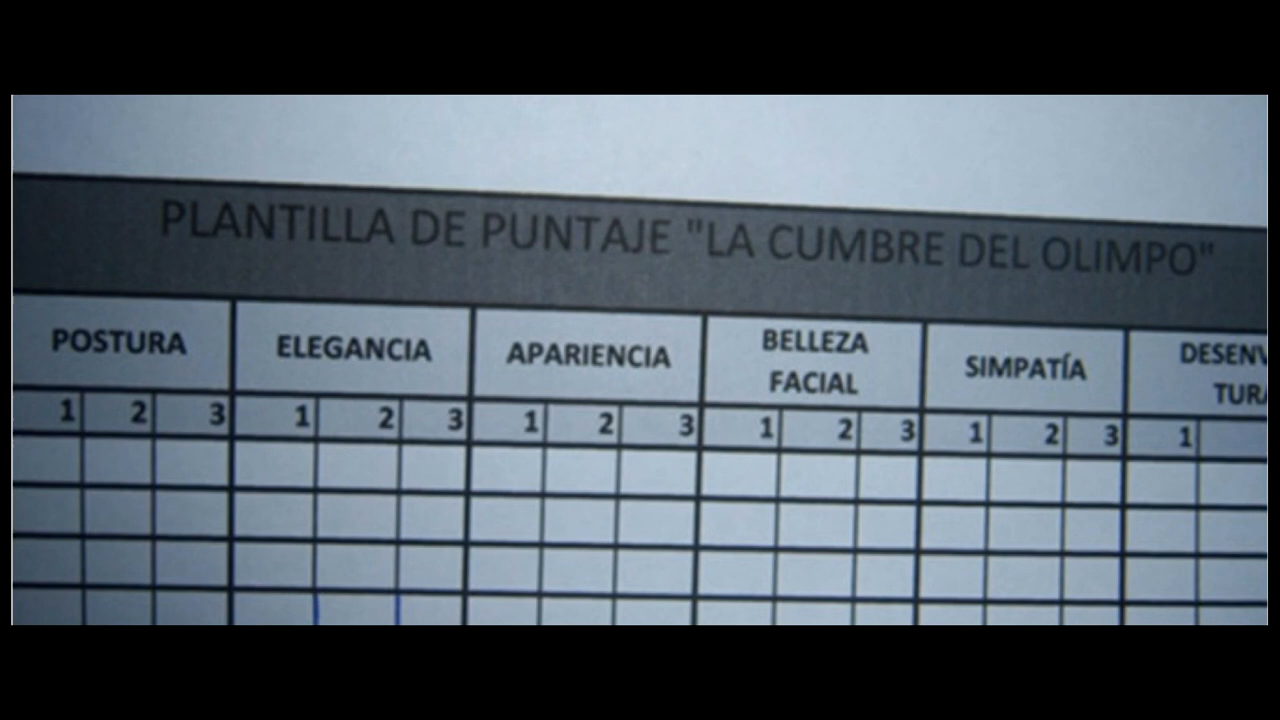 PLANTILLA DE PUNTAJE "LA CUMBRE DEL OLIMPO"
POSTURA ELEGANCIA APARIENCIA BELLEZA FACIAL SIMPATÍA
1 2 3 1 2 3 1 2 3 1 2 3 1 2 3 1